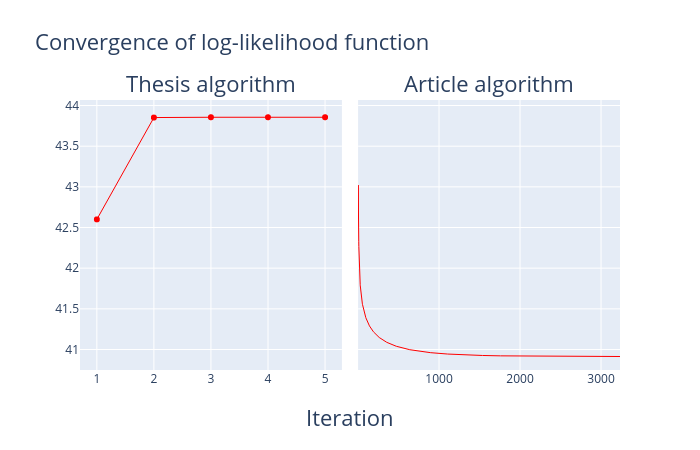 Convergence of log-likelihood function
Thesis algorithm
Article algorithm
44
43.5
43
42.5
42
41.5
41
1 2 3 4 5
1000 2000 3000
Iteration